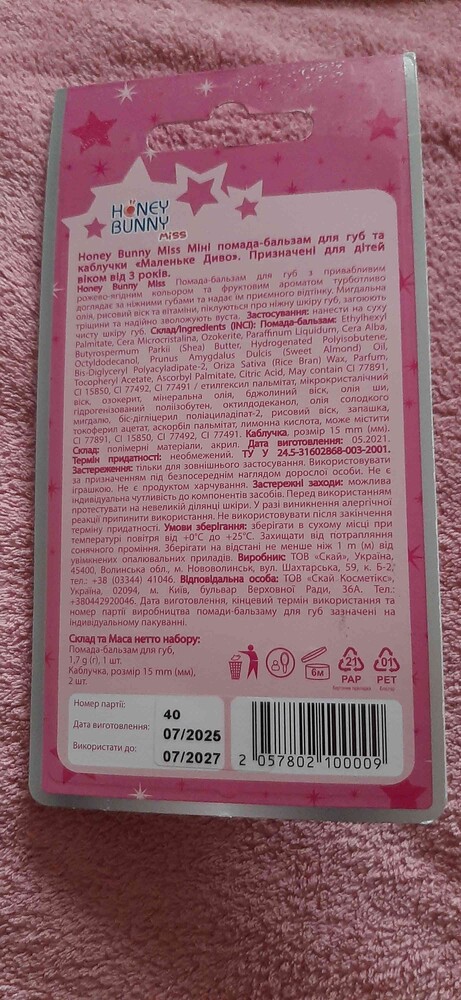 HONEY
BUNNY
MISS
Honey Bunny Miss Міні помада-бальзам для губ та
каблучки «Маленьке Диво». Призначені для дітей
віком від 3 років.
Honey Bunny Miss Помада-бальзам для губ з привабливим
рожево-ягідним кольором та фруктовим ароматом турботливо
доглядає за ніжними губами та надає їм приємного відтінку. Мигдальна
олія, рисовий віск та вітаміни, піклуються про ніжну шкіру губ, загоюють
тріщини та надійно зволожують вуста. Застосування: нанести на суху
чисту шкіру губ. Склад/Ingredients (INCI): Помада-бальзам: Ethylhexyl
Palmitate, Cera Microcristalina, Ozokerite, Paraffinum Liquidum, Cera Alba,
Butyrospermum Parkii (Shea) Butter, Hydrogenated Polyisobutene,
Octyldodecanol, Prunus Amygdalus Dulcis (Sweet Almond) Oil,
Bis-Diglyceryl Polyacyladipate-2, Oriza Sativa (Rice Bran) Wax, Parfum,
Tocopheryl Acetate, Ascorbyl Palmitate, Citric Acid, May contain CI 77891,
CI 15850, CI 77492, CI 77491 / етилгексил пальмітат, мікрокристалічний
віск, озокерит, мінеральна олія, бджолиний віск, олія ши,
гідрогенізований поліізобутен, октилдодеканол, олія солодкого
мигдалю, біс-дігліцерил поліациладіпат-2, рисовий віск, запашка,
токоферил ацетат, аскорбіл пальмітат, лимонна кислота, може містити
CI 77891, CI 15850, CI 77492, CI 77491. Каблучка, розмір 15 mm (мм).
Склад: полімерні матеріали, акрил. Дата виготовлення: 05.2021.
Термін придатності: необмежений. ТУ У 24.5-31602868-003-2001.
Застереження: тільки для зовнішнього застосування. Використовувати
за призначенням під безпосереднім наглядом дорослої особи. Не є
іграшкою. Не є продуктом харчування. Застережні заходи: можлива
індивідуальна чутливість до компонентів засобів. Перед використанням
протестувати на невеликій ділянці шкіри. У разі виникнення алергічної
реакції припинити використання. Не використовувати після закінчення
терміну придатності. Умови зберігання: зберігати в сухому місці при
температурі повітря від +0°С до +25°С. Захищати від потрапляння
сонячного проміння. Зберігати на відстані не менше ніж 1 m (м) від
увімкнених опалювальних приладів. Виробник: ТОВ «Скай», Україна,
45400, Волинська обл., м. Нововолинськ, вул. Шахтарська, 59, к. Б-2,
тел.: +38 (03344) 41046. Відповідальна особа: ТОВ «Скай Косметікс»,
Україна, 02094, м. Київ, бульвар Верховної Ради, 36А. Тел.:
+380442920046. Дата виготовлення, кінцевий термін використання та
номер партії виробництва помади-бальзаму для губ зазначені на
індивідуальному пакуванні.
Склад та Маса нетто набору:
Помада-бальзам для губ,
1,7 g (г), 1 шт.
Каблучка, розмір 15 mm (мм),
2 шт.
6М
21
PAP
01
PET
Номер партії:
40
Дата виготовлення:
07/2025
Використати до:
07/2027
2 057802 100009